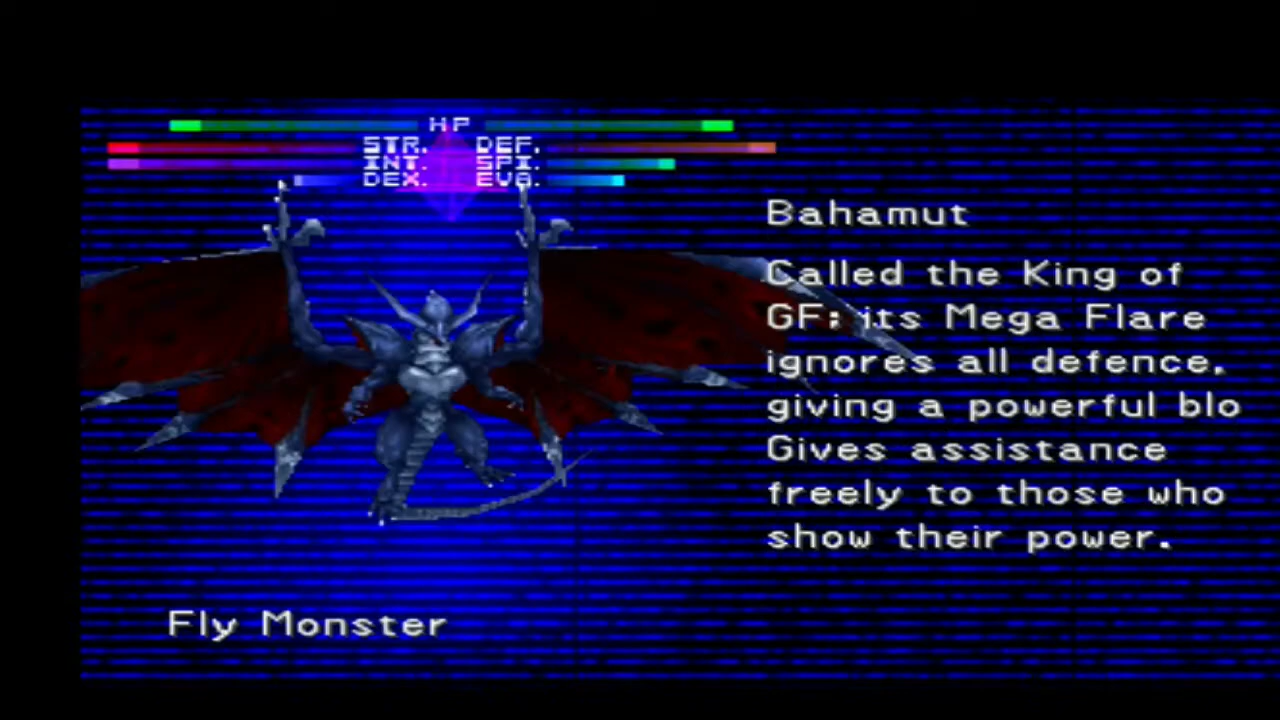 HP
STR. DEF.
INT. SPI.
DEX. EVA.
Bahamut
Called the King of
GF; its Mega Flare
ignores all defence,
giving a powerful blo
Gives assistance
freely to those who
show their power.
Fly Monster